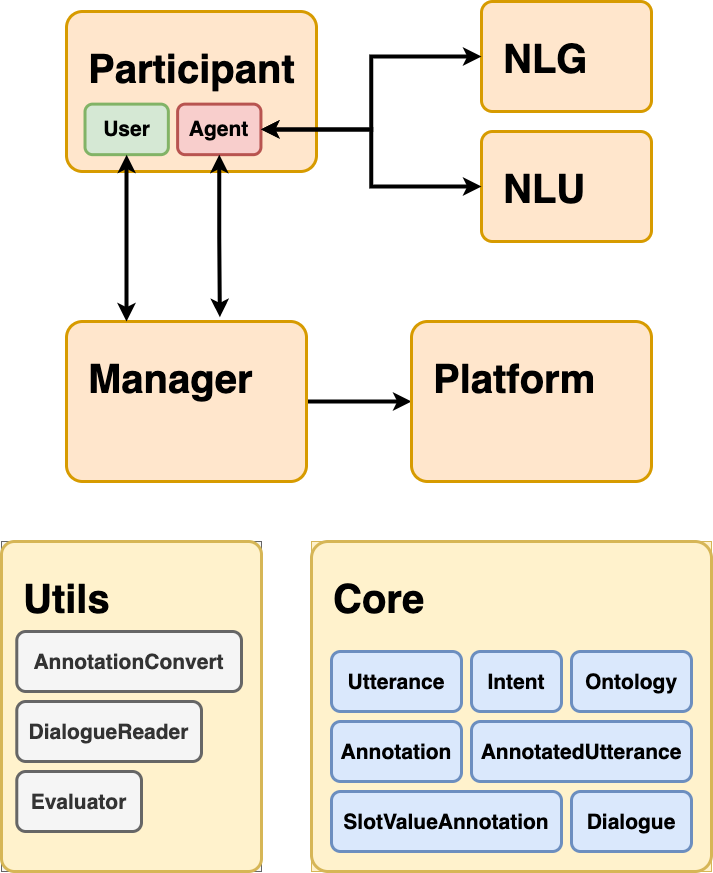 Participant
User
Agent
NLG
NLU
Manager
Platform
Utils
AnnotationConvert
DialogueReader
Evaluator
Core
Utterance
Intent
Ontology
Annotation
AnnotatedUtterance
SlotValueAnnotation
Dialogue